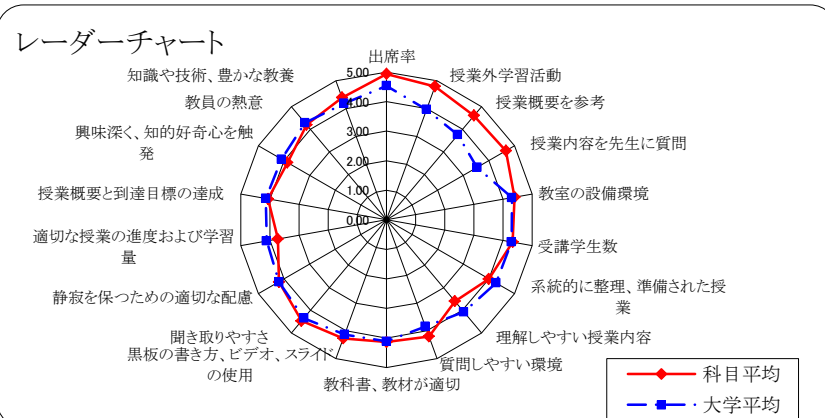 レーダーチャート
出席率
授業外学習活動
授業概要を参考
授業内容を先生に質問
教室の設備環境
受講学生数
系統的に整理、準備された授
業
理解しやすい授業内容
質問しやすい環境
教科書、教材が適切
黒板の書き方、ビデオ、スライド
の使用
聞き取りやすさ
静寂を保つための適切な配慮
適切な授業の進度および学習
量
授業概要と到達目標の達成
興味深く、知的好奇心を触
発
教員の熱意
知識や技術、豊かな教養
5.00
4.00
3.00
2.00
1.00
0.00
科目平均
大学平均